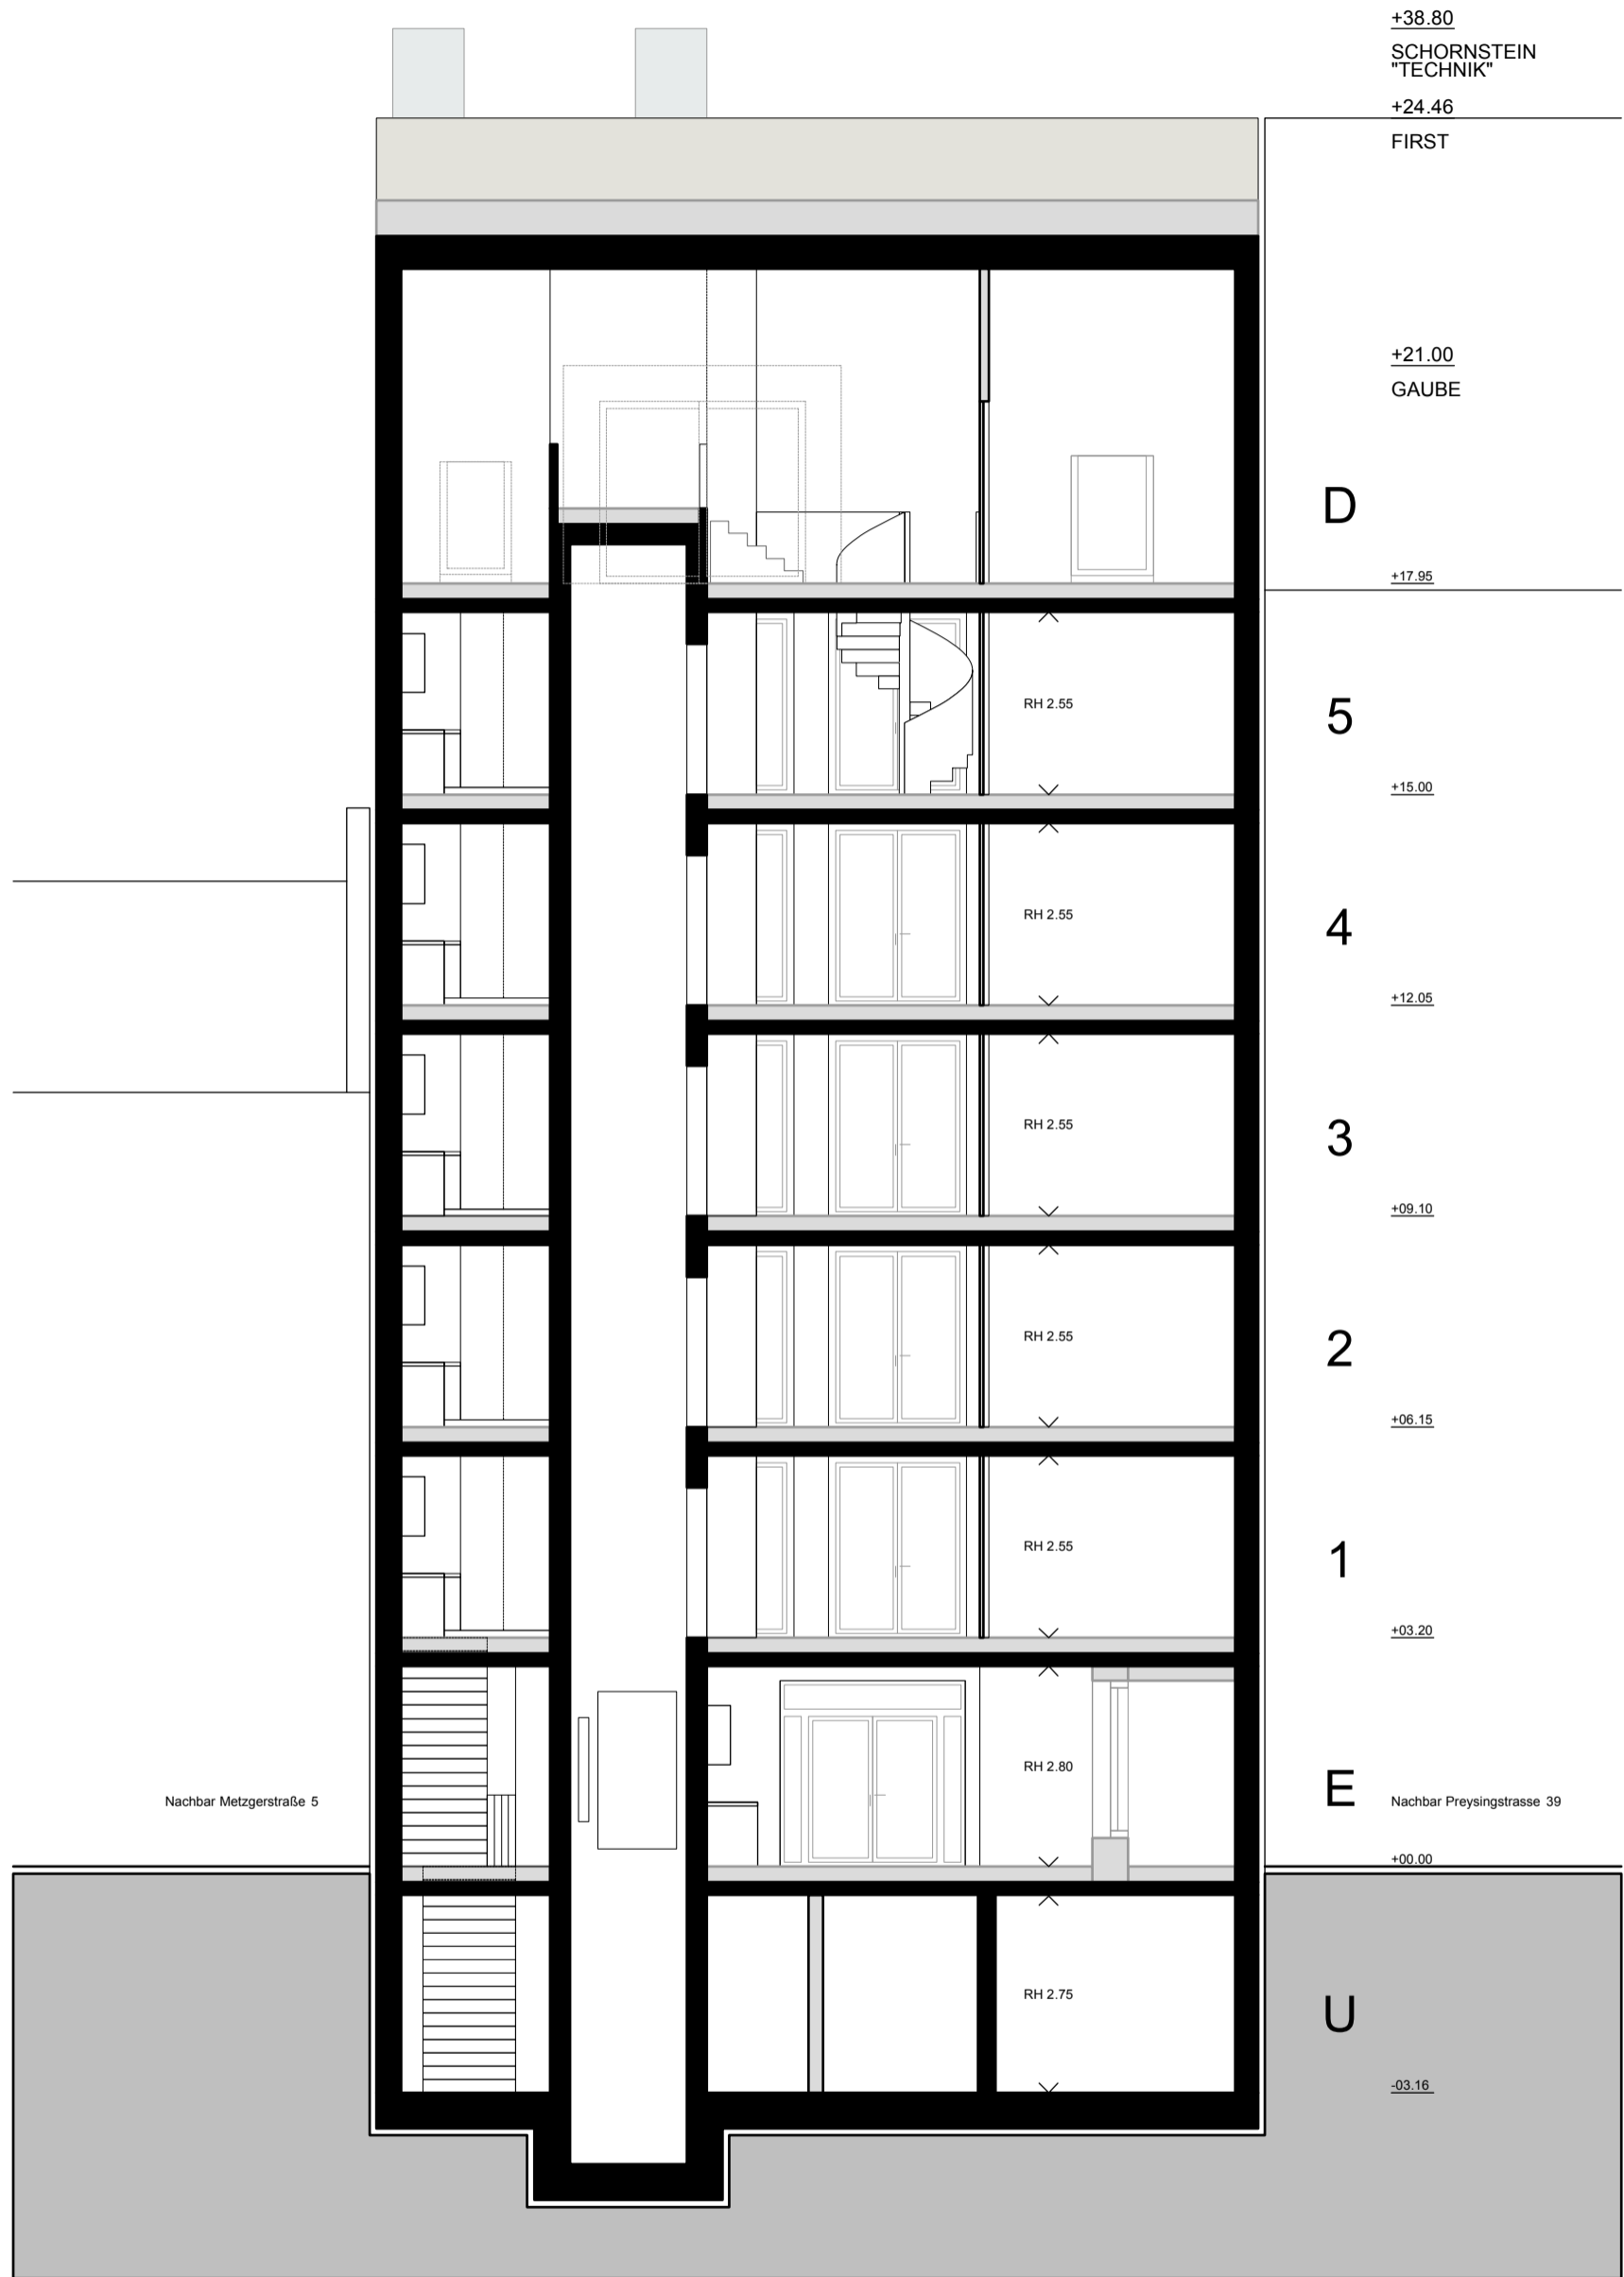 +38.80
SCHORNSTEIN
"TECHNIK"
+24.46
FIRST
+21.00
GAUBE
D
+17.95
RH 2.55
5
+15.00
RH 2.55
4
+12.05
RH 2.55
3
+09.10
RH 2.55
2
+06.15
RH 2.55
1
+03.20
RH 2.80
E
Nachbar Metzgerstraße 5
Nachbar Preysingstrasse 39
+00.00
RH 2.75
U
-03.16